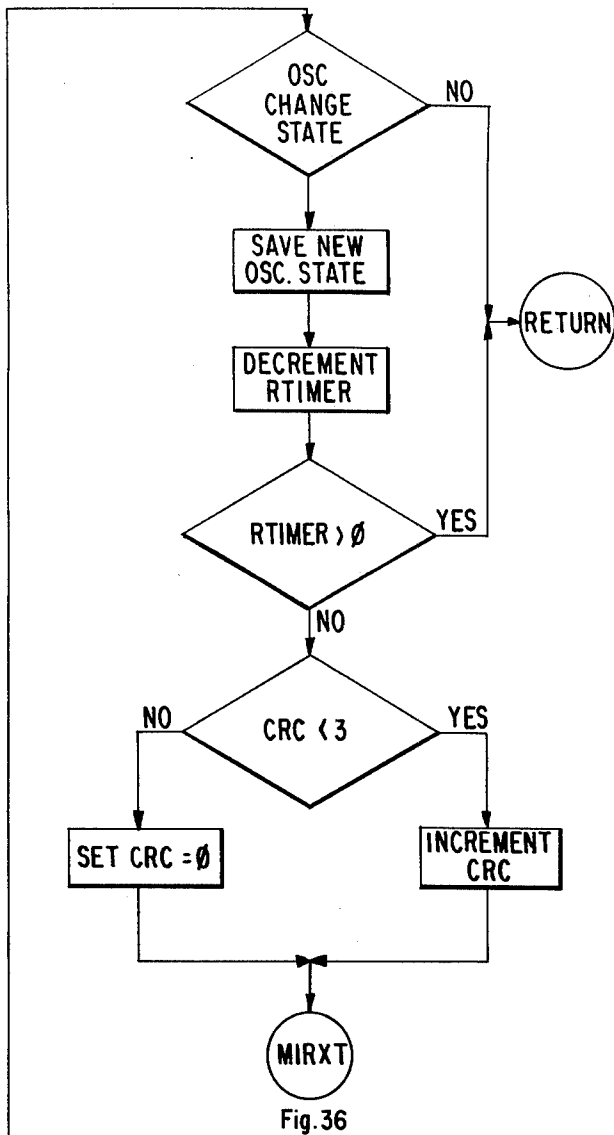 OSC
CHANGE
STATE
NO
SAVE NEW
OSC. STATE
RETURN
DECREMENT
RTIMER
RTIMER > Ø
YES
NO
NO
CRC < 3
YES
SET CRC = Ø
INCREMENT
CRC
MIRXT
Fig. 36